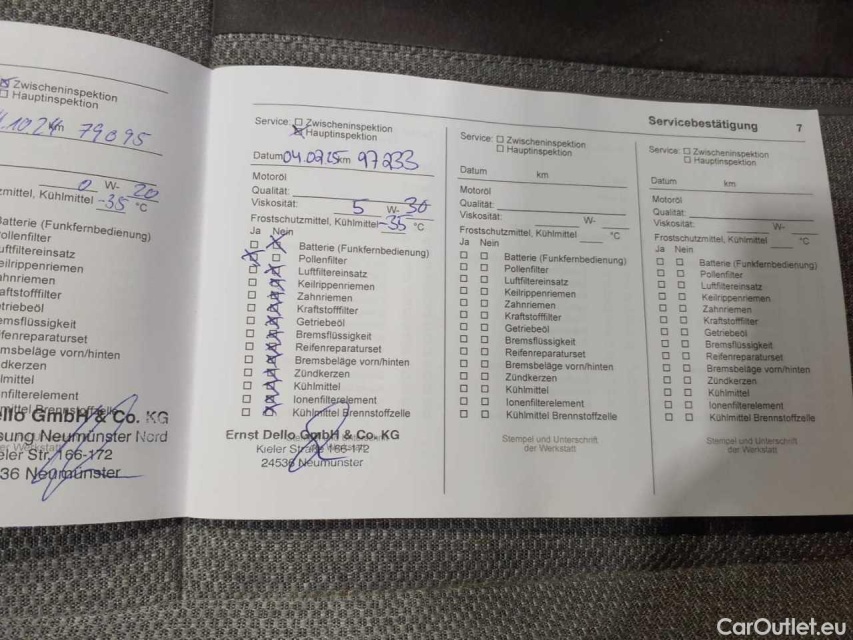 Zwischeninspektion
Hauptinspektion
.10 24 km 79095
0 W- 20
zmittel, Kühlmittel -35 °C
atterie (Funkfernbedienung)
ollenfilter
uftfiltereinsatz
eilrippenriemen
ahnriemen
aftstofffilter
triebeöl
emsflüssigkeit
fenreparaturset
msbeläge vorn/hinten
dkerzen
lmittel
nfilterelement
llo GmbH & Co. KG
sung Neumünster Nord
eler Str. 166-172
36 Neumünster
Service: Zwischeninspektion
Hauptinspektion
Datum 04.02.25 km 97233
Motoröl
Qualität:
Viskosität: 5 W- 30
Frostschutzmittel, Kühlmittel -35 °C
Ja Nein
Batterie (Funkfernbedienung)
Pollenfilter
Luftfiltereinsatz
Keilrippenriemen
Zahnriemen
Kraftstofffilter
Getriebeöl
Bremsflüssigkeit
Reifenreparaturset
Bremsbeläge vorn/hinten
Zündkerzen
Kühlmittel
Ionenfilterelement
Kühlmittel Brennstoffzelle
Ernst Dello GmbH & Co. KG
Kieler Straße 166-172
24536 Neumünster
Servicebestätigung 7
Service: Zwischeninspektion
Hauptinspektion
Datum km
Motoröl
Qualität:
Viskosität: W-
Frostschutzmittel, Kühlmittel °C
Ja Nein
Batterie (Funkfernbedienung)
Pollenfilter
Luftfiltereinsatz
Keilrippenriemen
Zahnriemen
Kraftstofffilter
Getriebeöl
Bremsflüssigkeit
Reifenreparaturset
Bremsbeläge vorn/hinten
Zündkerzen
Kühlmittel
Ionenfilterelement
Kühlmittel Brennstoffzelle
Stempel und Unterschrift
der Werkstatt
Service: Zwischeninspektion
Hauptinspektion
Datum km
Motoröl
Qualität:
Viskosität: W-
Frostschutzmittel, Kühlmittel °C
Ja Nein
Batterie (Funkfernbedienung)
Pollenfilter
Luftfiltereinsatz
Keilrippenriemen
Zahnriemen
Kraftstofffilter
Getriebeöl
Bremsflüssigkeit
Reifenreparaturset
Bremsbeläge vorn/hinten
Zündkerzen
Kühlmittel
Ionenfilterelement
Kühlmittel Brennstoffzelle
Stempel und Unterschrift
der Werkstatt
CarOutlet.eu